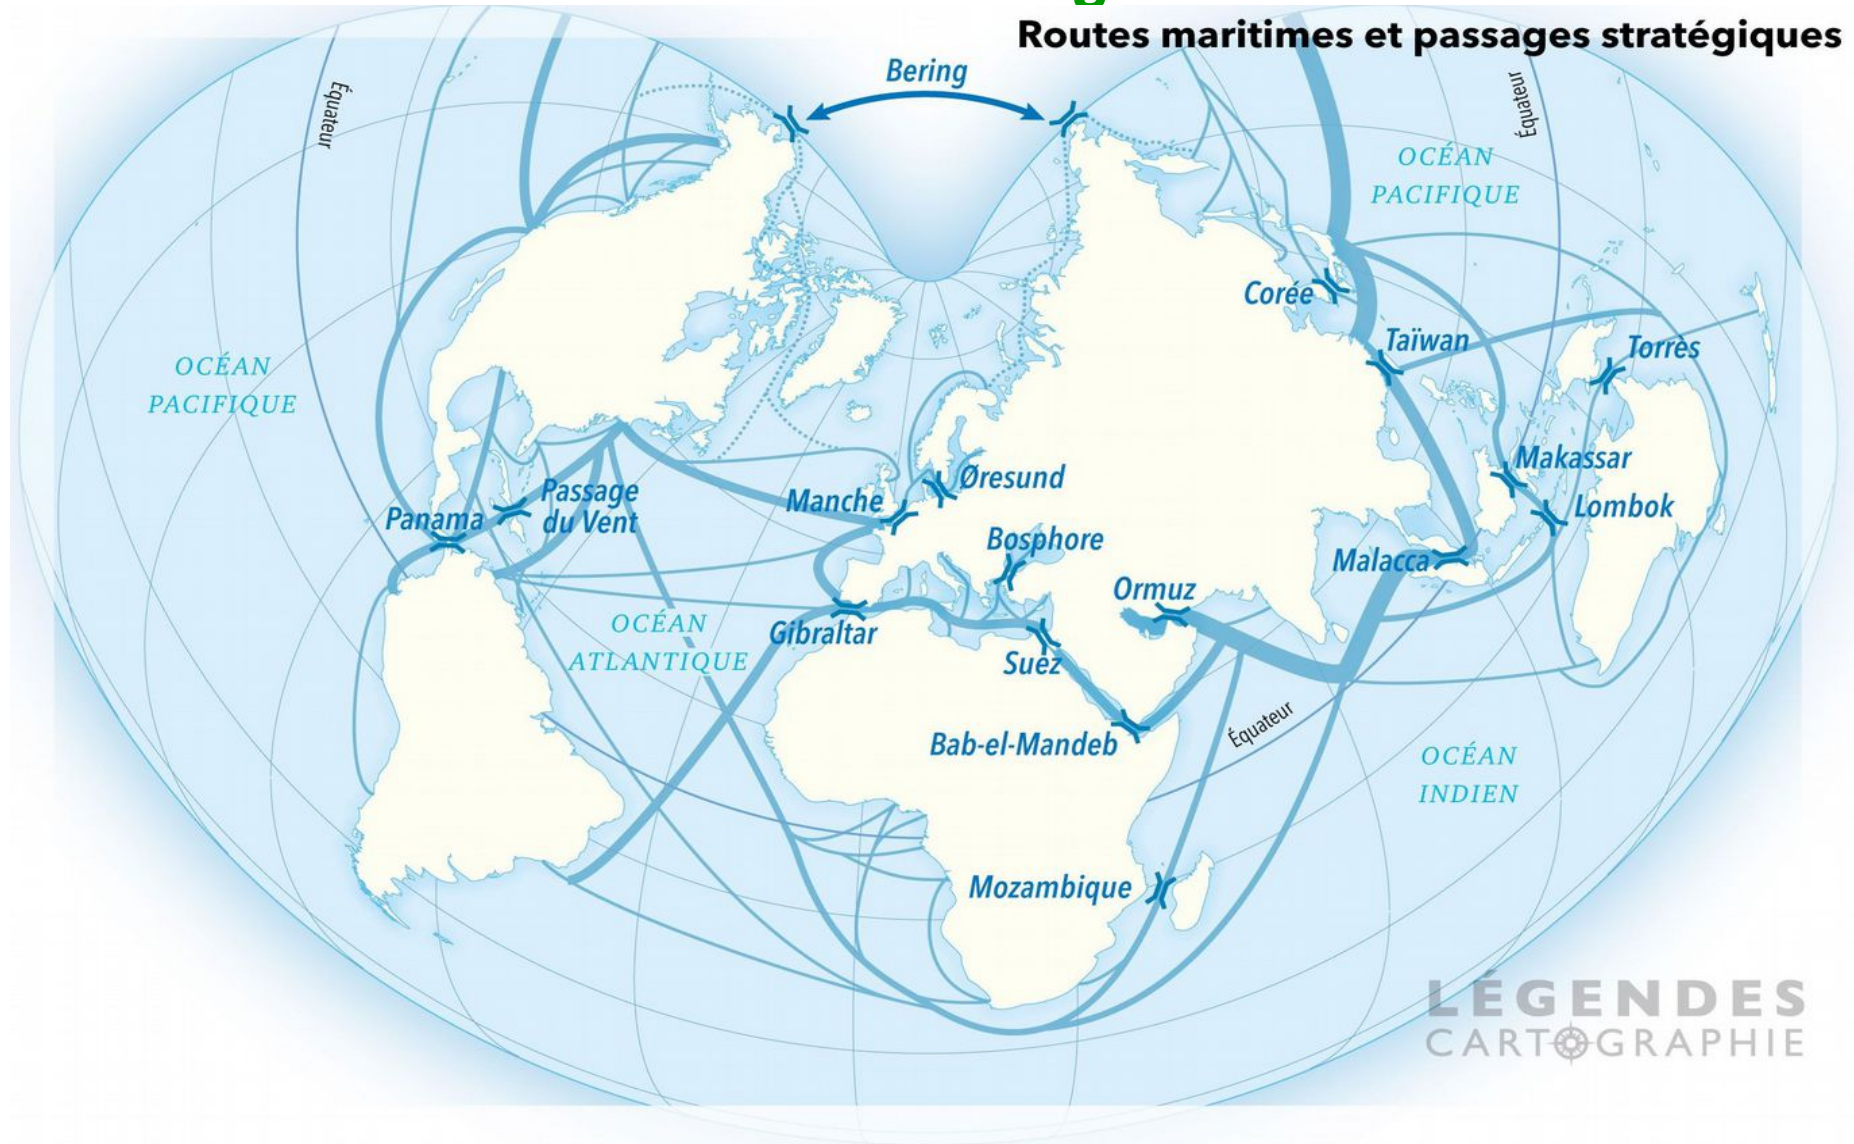 Routes maritimes et passages stratégiques
Bering
Équateur
Équateur
OCÉAN
PACIFIQUE
Corée
Taïwan
Torrès
OCÉAN
PACIFIQUE
Makassar
Øresund
Passage
du Vent
Manche
Lombok
Panama
Bosphore
Malacca
Ormuz
OCÉAN
ATLANTIQUE
Gibraltar
Suez
Équateur
Bab-el-Mandeb
OCÉAN
INDIEN
Mozambique
LÉGENDES
CARTOGRAPHIE